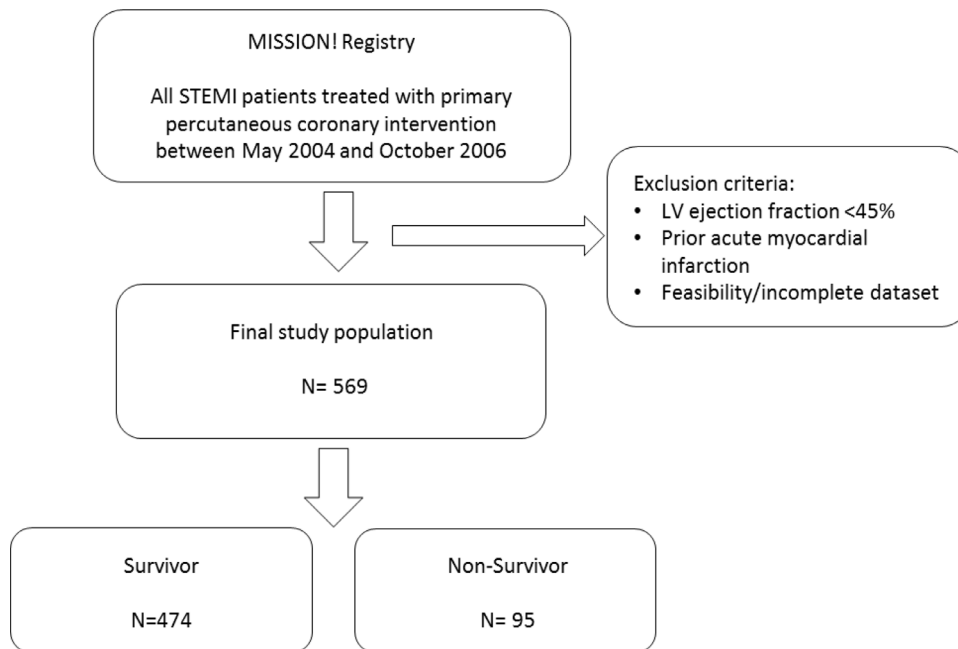 MISSION! Registry
All STEMI patients treated with primary
percutaneous coronary intervention
between May 2004 and October 2006
Exclusion criteria:
• LV ejection fraction <45%
• Prior acute myocardial
infarction
• Feasibility/incomplete dataset
Final study population
N= 569
Survivor
N=474
Non-Survivor
N= 95